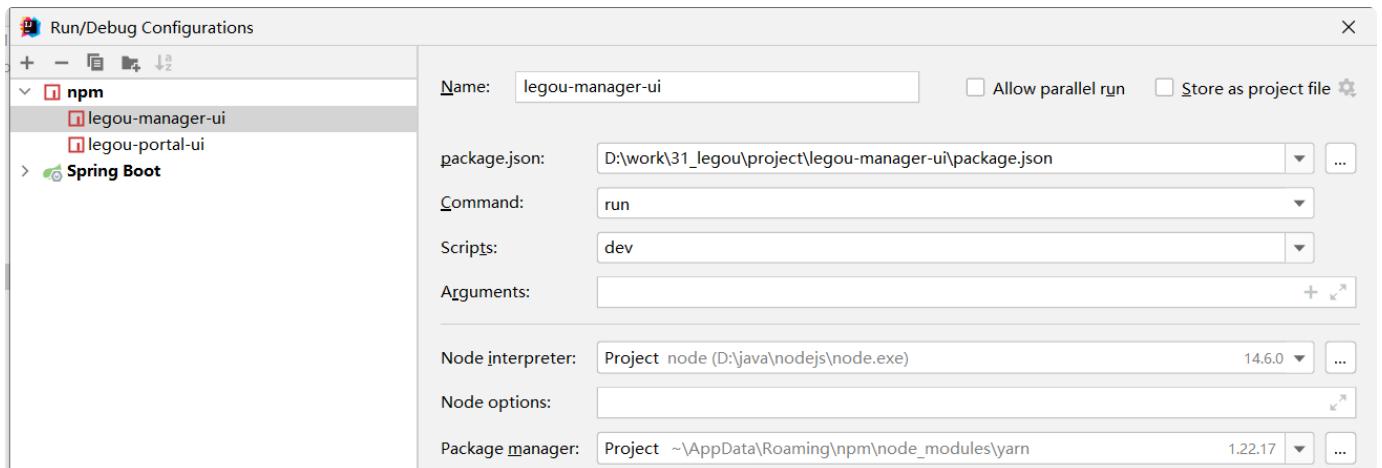 Run/Debug Configurations
npm
legou-manager-ui
legou-portal-ui
Spring Boot
Name: legou-manager-ui Allow parallel run Store as project file
package.json: D:\work\31_legou\project\legou-manager-ui\package.json ...
Command: run
Scripts: dev
Arguments:
Node interpreter: Project node (D:\java\nodejs\node.exe) 14.6.0 ...
Node options:
Package manager: Project ~\AppData\Roaming\npm\node_modules\yarn 1.22.17 ...